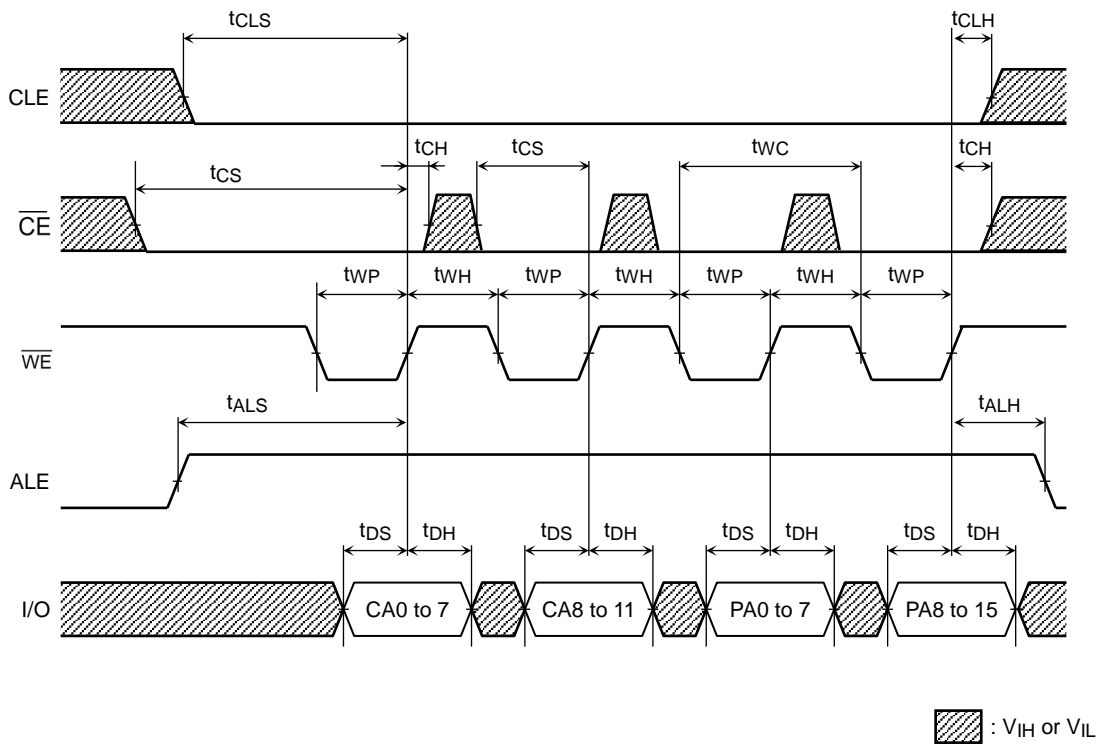 tCLS
tCLH
CLE
tCH
tCS
tWC
tCH
tCS
CE
tWP
tWH
tWP
tWH
tWP
tWH
tWP
WE
tALS
tALH
ALE
tDS
tDH
tDS
tDH
tDS
tDH
tDS
tDH
I/O
CA0 to 7
CA8 to 11
PA0 to 7
PA8 to 15
: VIH or VIL